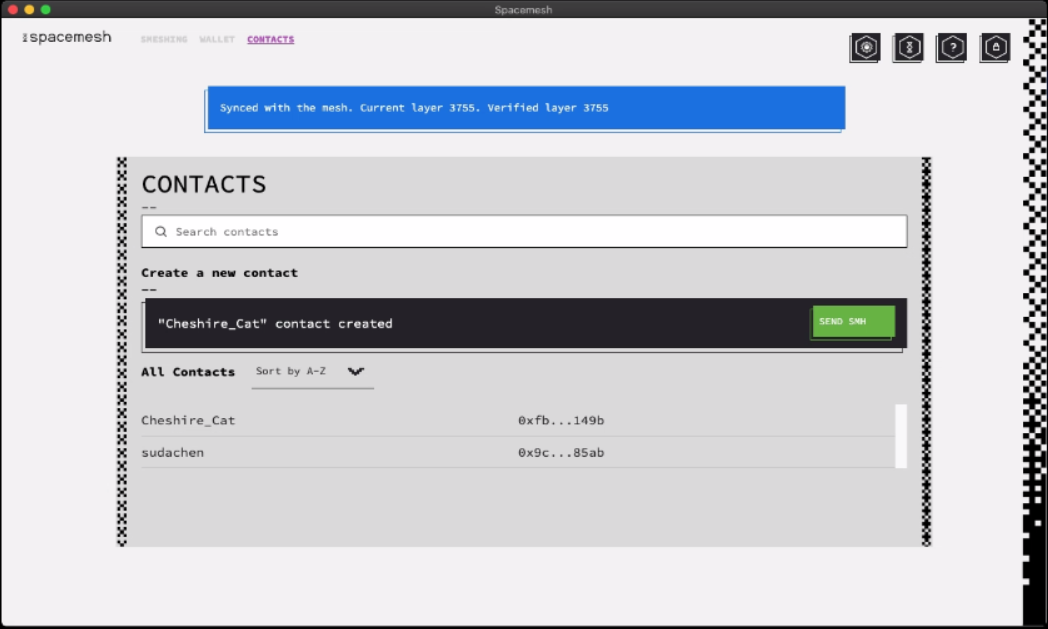 Spacemesh
spacemesh
SMESHING WALLET CONTACTS
?
Synced with the mesh. Current layer 3755. Verified layer 3755
CONTACTS
--
Search contacts
Create a new contact
--
"Cheshire_Cat" contact created
SEND SMH
All Contacts Sort by A-Z
Cheshire_Cat 0xfb...149b
sudachen 0x9c...85ab